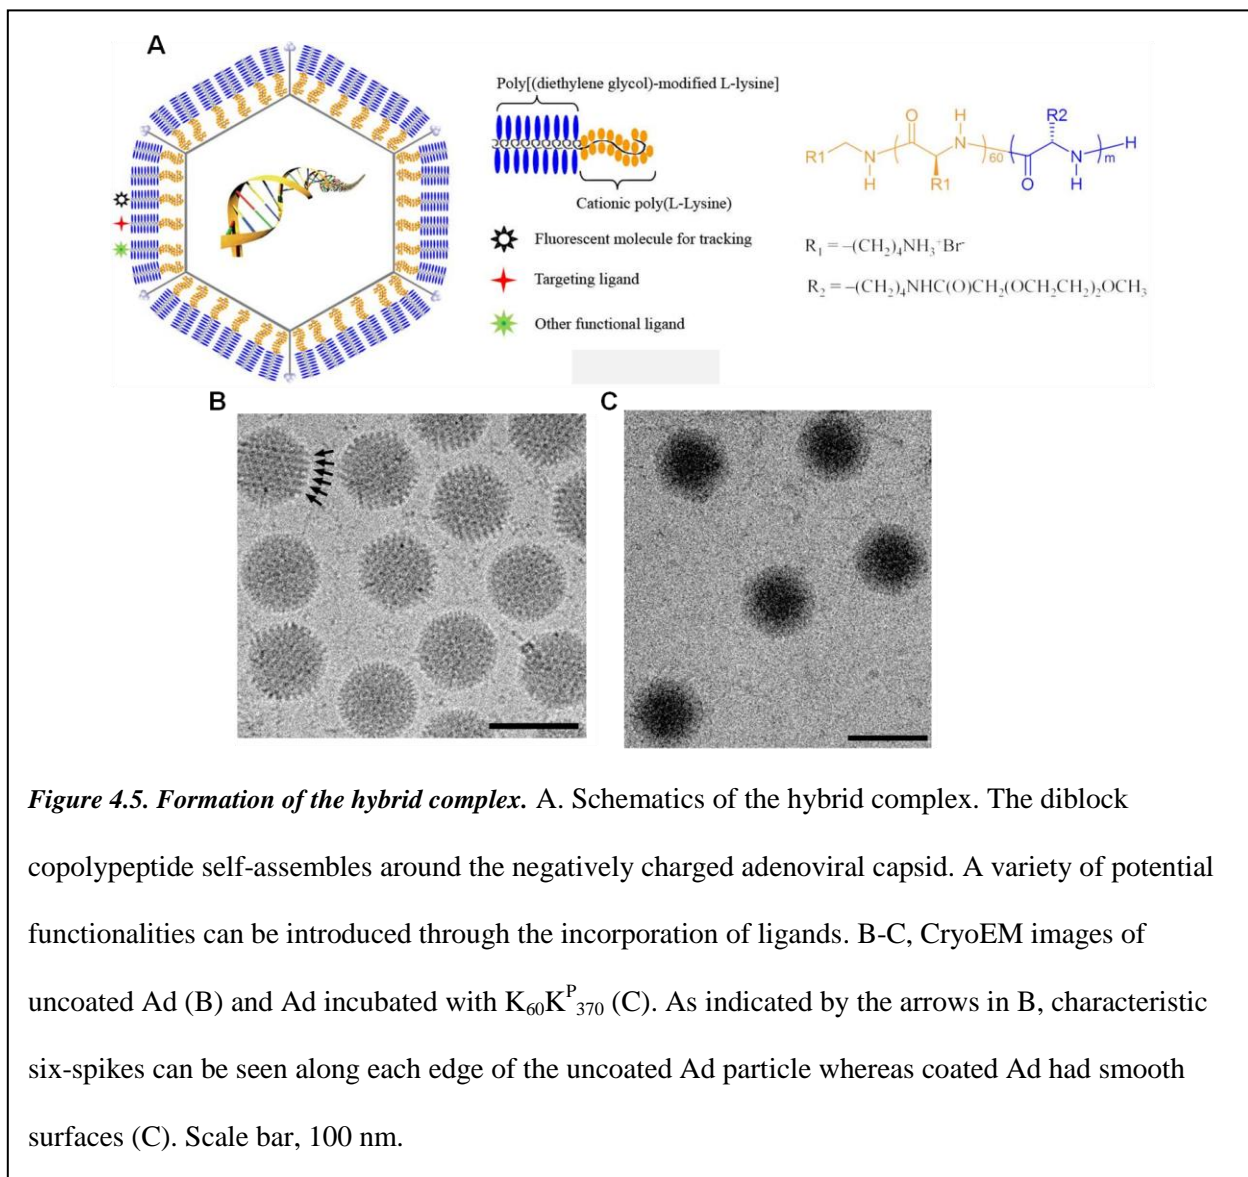 A
Poly[(diethylene glycol)-modified L-lysine]
Cationic poly(L-Lysine)
Fluorescent molecule for tracking
Targeting ligand
Other functional ligand
R1 N H O R1 H N 60 O R2 N H m H
R₁ = –(CH₂)₄NH₃⁺Br⁻
R₂ = –(CH₂)₄NHC(O)CH₂(OCH₂CH₂)₂OCH₃
B
C
Figure 4.5. Formation of the hybrid complex. A. Schematics of the hybrid complex. The diblock
copolypeptide self-assembles around the negatively charged adenoviral capsid. A variety of potential
functionalities can be introduced through the incorporation of ligands. B-C, CryoEM images of
uncoated Ad (B) and Ad incubated with K₆₀Kᴾ₃₇₀ (C). As indicated by the arrows in B, characteristic
six-spikes can be seen along each edge of the uncoated Ad particle whereas coated Ad had smooth
surfaces (C). Scale bar, 100 nm.